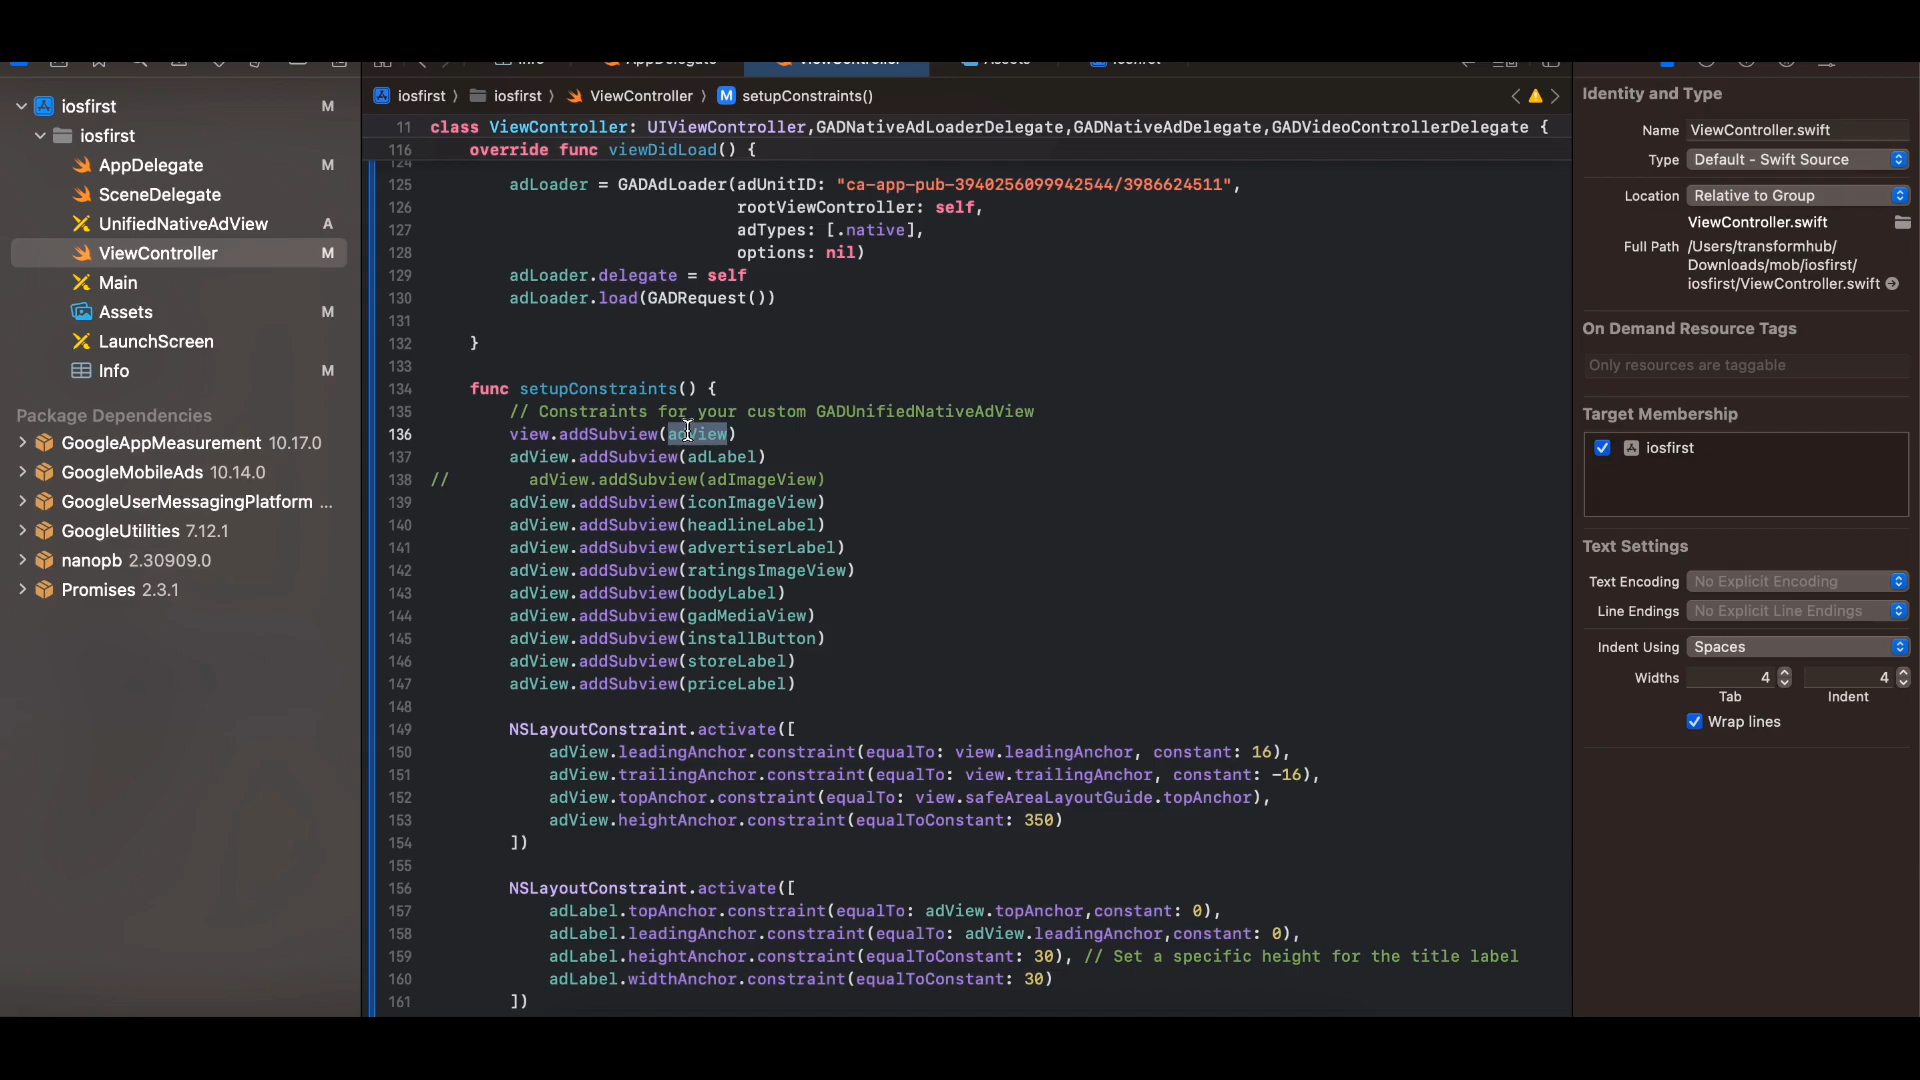 Info
AppDelegate
ViewController
Assets
iosfirst
iosfirst M
iosfirst
AppDelegate M
SceneDelegate
UnifiedNativeAdView A
ViewController M
Main
Assets M
LaunchScreen
Info M
Package Dependencies
GoogleAppMeasurement 10.17.0
GoogleMobileAds 10.14.0
GoogleUserMessagingPlatform ...
GoogleUtilities 7.12.1
nanopb 2.30909.0
Promises 2.3.1
iosfirst 〉 iosfirst 〉 ViewController 〉 M setupConstraints()
11 class ViewController: UIViewController,GADNativeAdLoaderDelegate,GADNativeAdDelegate,GADVideoControllerDelegate {
116 override func viewDidLoad() {
124
125 adLoader = GADAdLoader(adUnitID: "ca-app-pub-3940256099942544/3986624511",
126 rootViewController: self,
127 adTypes: [.native],
128 options: nil)
129 adLoader.delegate = self
130 adLoader.load(GADRequest())
131
132 }
133
134 func setupConstraints() {
135 // Constraints for your custom GADUnifiedNativeAdView
136 view.addSubview(adView)
137 adView.addSubview(adLabel)
138 // adView.addSubview(adImageView)
139 adView.addSubview(iconImageView)
140 adView.addSubview(headlineLabel)
141 adView.addSubview(advertiserLabel)
142 adView.addSubview(ratingsImageView)
143 adView.addSubview(bodyLabel)
144 adView.addSubview(gadMediaView)
145 adView.addSubview(installButton)
146 adView.addSubview(storeLabel)
147 adView.addSubview(priceLabel)
148
149 NSLayoutConstraint.activate([
150 adView.leadingAnchor.constraint(equalTo: view.leadingAnchor, constant: 16),
151 adView.trailingAnchor.constraint(equalTo: view.trailingAnchor, constant: -16),
152 adView.topAnchor.constraint(equalTo: view.safeAreaLayoutGuide.topAnchor),
153 adView.heightAnchor.constraint(equalToConstant: 350)
154 ])
155
156 NSLayoutConstraint.activate([
157 adLabel.topAnchor.constraint(equalTo: adView.topAnchor,constant: 0),
158 adLabel.leadingAnchor.constraint(equalTo: adView.leadingAnchor,constant: 0),
159 adLabel.heightAnchor.constraint(equalToConstant: 30), // Set a specific height for the title label
160 adLabel.widthAnchor.constraint(equalToConstant: 30)
161 ])
Identity and Type
Name ViewController.swift
Type Default - Swift Source
Location Relative to Group
ViewController.swift
Full Path /Users/transformhub/
Downloads/mob/iosfirst/
iosfirst/ViewController.swift
On Demand Resource Tags
Only resources are taggable
Target Membership
iosfirst
Text Settings
Text Encoding No Explicit Encoding
Line Endings No Explicit Line Endings
Indent Using Spaces
Widths 4 4
Tab Indent
Wrap lines